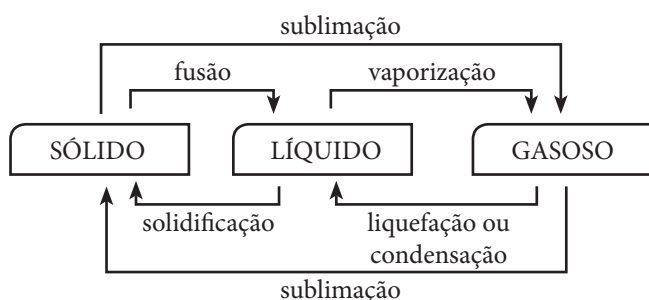 sublimação
fusão vaporização
SÓLIDO LÍQUIDO GASOSO
solidificação liquefação ou
condensação
sublimação